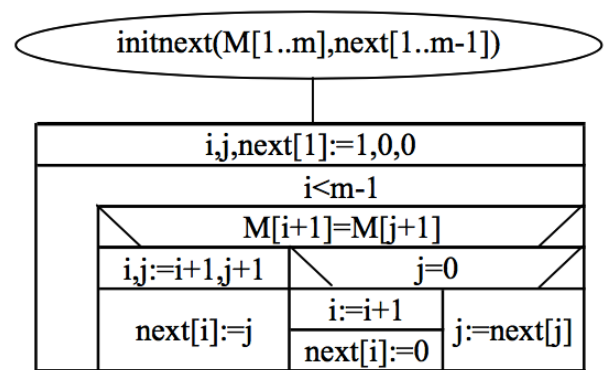 initnext(M[1..m],next[1..m-1])
i,j,next[1]:=1,0,0
i<m-1
M[i+1]=M[j+1]
i,j:=i+1,j+1
j=0
next[i]:=j
i:=i+1
next[i]:=0
j:=next[j]